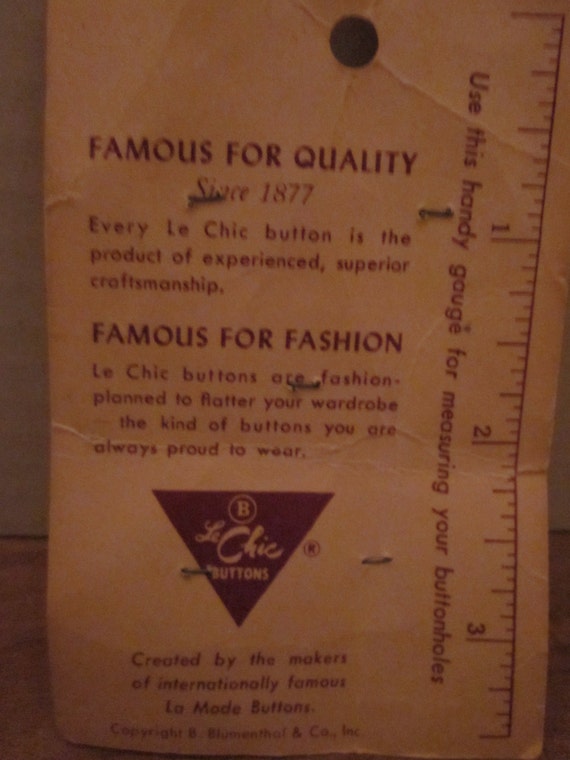 FAMOUS FOR QUALITY
Since 1877
Every Le Chic button is the
product of experienced, superior
craftsmanship.
FAMOUS FOR FASHION
Le Chic buttons are fashion-
planned to flatter your wardrobe
— the kind of buttons you are
always proud to wear.
B
Le Chic ®
BUTTONS
Created by the makers
of internationally famous
La Mode Buttons.
Copyright B. Blumenthal & Co., Inc.
Use this handy gauge for measuring your buttonholes
1
2
3